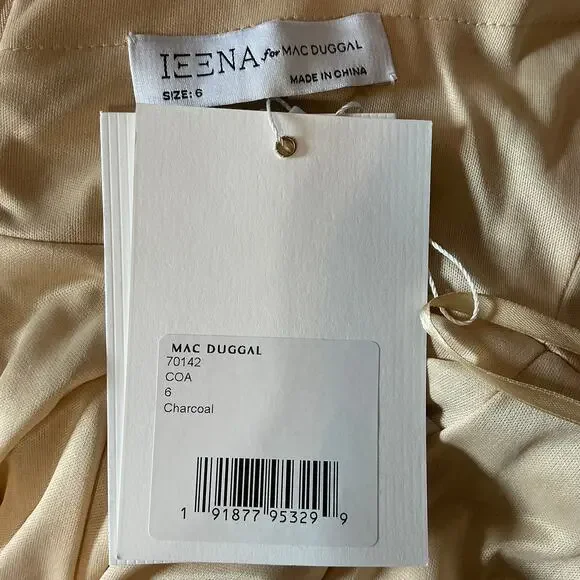 IEENA for MAC DUGGAL
SIZE: 6
MADE IN CHINA
MAC DUGGAL
70142
COA
6
Charcoal
1 91877 95329 9